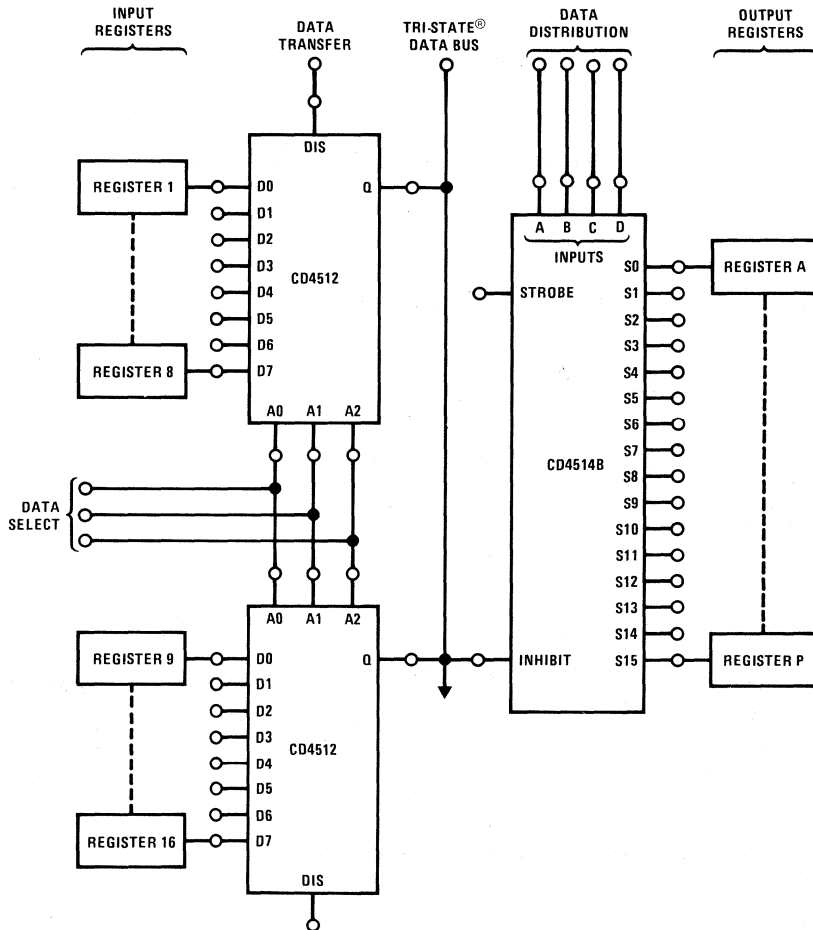 INPUT
REGISTERS
DATA
TRANSFER
TRI-STATE®
DATA BUS
DATA
DISTRIBUTION
OUTPUT
REGISTERS
DIS
REGISTER 1
D0
Q
D1
D2
D3
CD4512
D4
D5
D6
REGISTER 8
D7
A0 A1 A2
A B C D
INPUTS
S0
REGISTER A
STROBE
S1
S2
S3
S4
S5
S6
S7
CD4514B
S8
S9
S10
S11
S12
S13
S14
INHIBIT
S15
REGISTER P
DATA
SELECT
A0 A1 A2
REGISTER 9
D0
Q
D1
D2
D3
CD4512
D4
D5
D6
REGISTER 16
D7
DIS